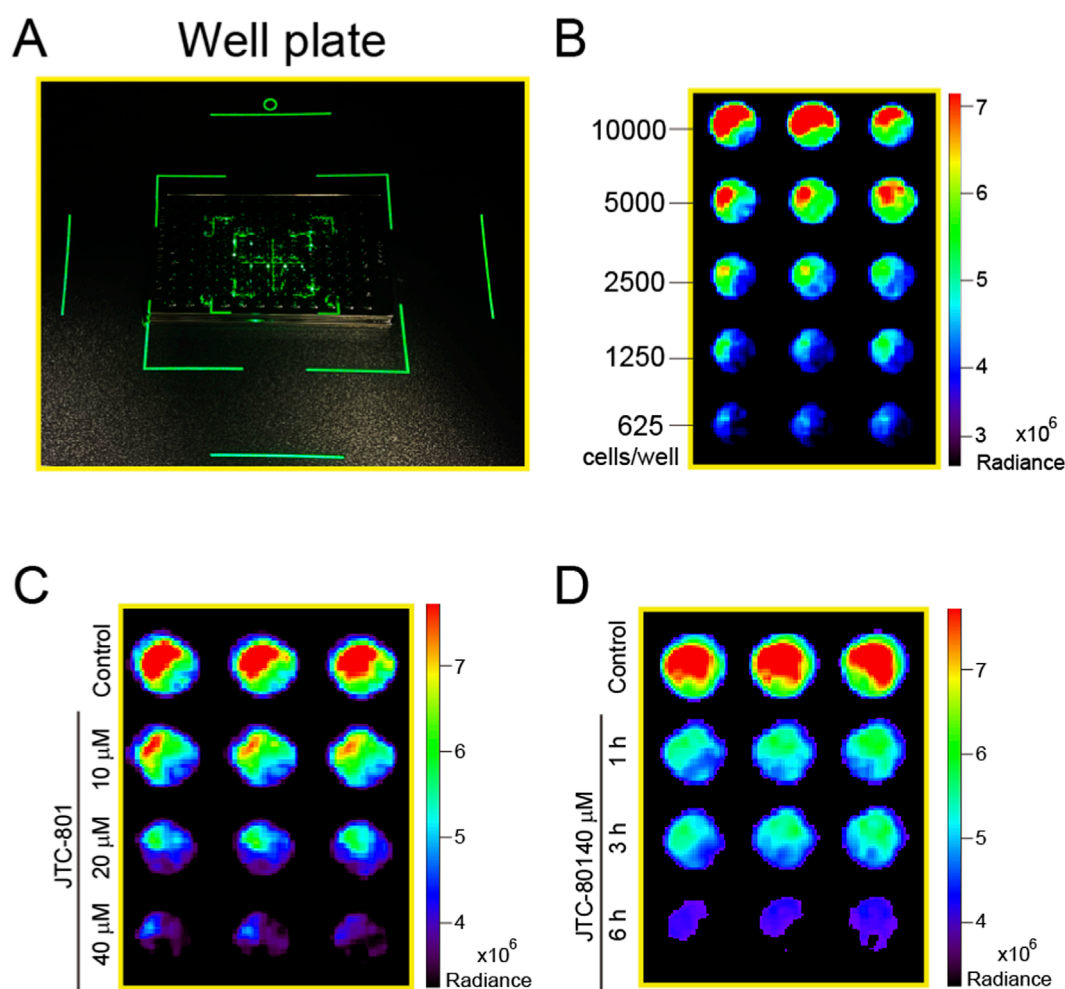 A
Well plate
B
10000
5000
2500
1250
625
cells/well
7
6
5
4
3
x10⁶
Radiance
C
Control
10 μM
20 μM
40 μM
JTC-801
7
6
5
4
x10⁶
Radiance
D
Control
1 h
3 h
6 h
JTC-80140 μM
7
6
5
4
x10⁶
Radiance